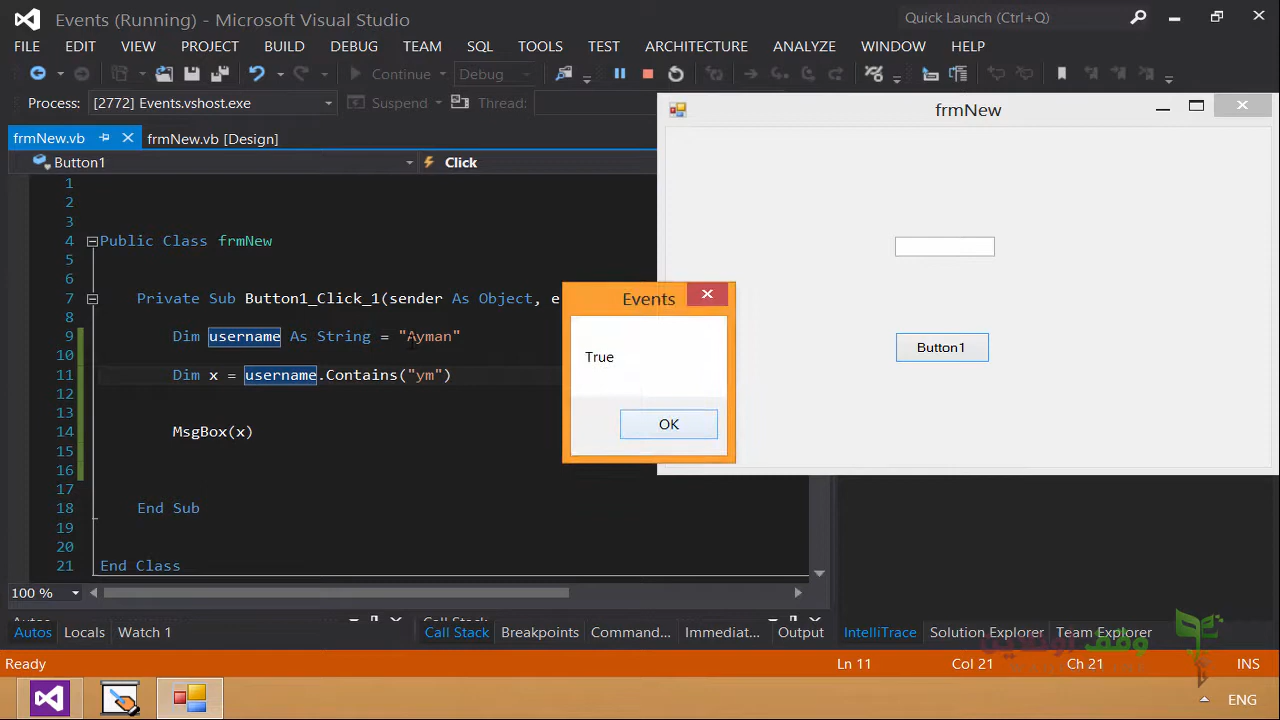 Events (Running) - Microsoft Visual Studio
Quick Launch (Ctrl+Q)
FILE EDIT VIEW PROJECT BUILD DEBUG TEAM SQL TOOLS TEST ARCHITECTURE ANALYZE WINDOW HELP
Continue Debug
Process: [2772] Events.vshost.exe Suspend Thread:
frmNew
frmNew.vb frmNew.vb [Design]
Button1 Click
1
2
3
4 Public Class frmNew
5
6
7 Private Sub Button1_Click_1(sender As Object, e
8
9 Dim username As String = "Ayman"
10
11 Dim x = username.Contains("ym")
12
13
14 MsgBox(x)
15
16
17
18 End Sub
19
20
21 End Class
Events
True
OK
Button1
100 %
Autos Locals Watch 1 Call Stack Breakpoints Command... Immediat... Output IntelliTrace Solution Explorer Team Explorer
وقف أونلاين
Ready Ln 11 Col 21 Ch 21 INS
ENG